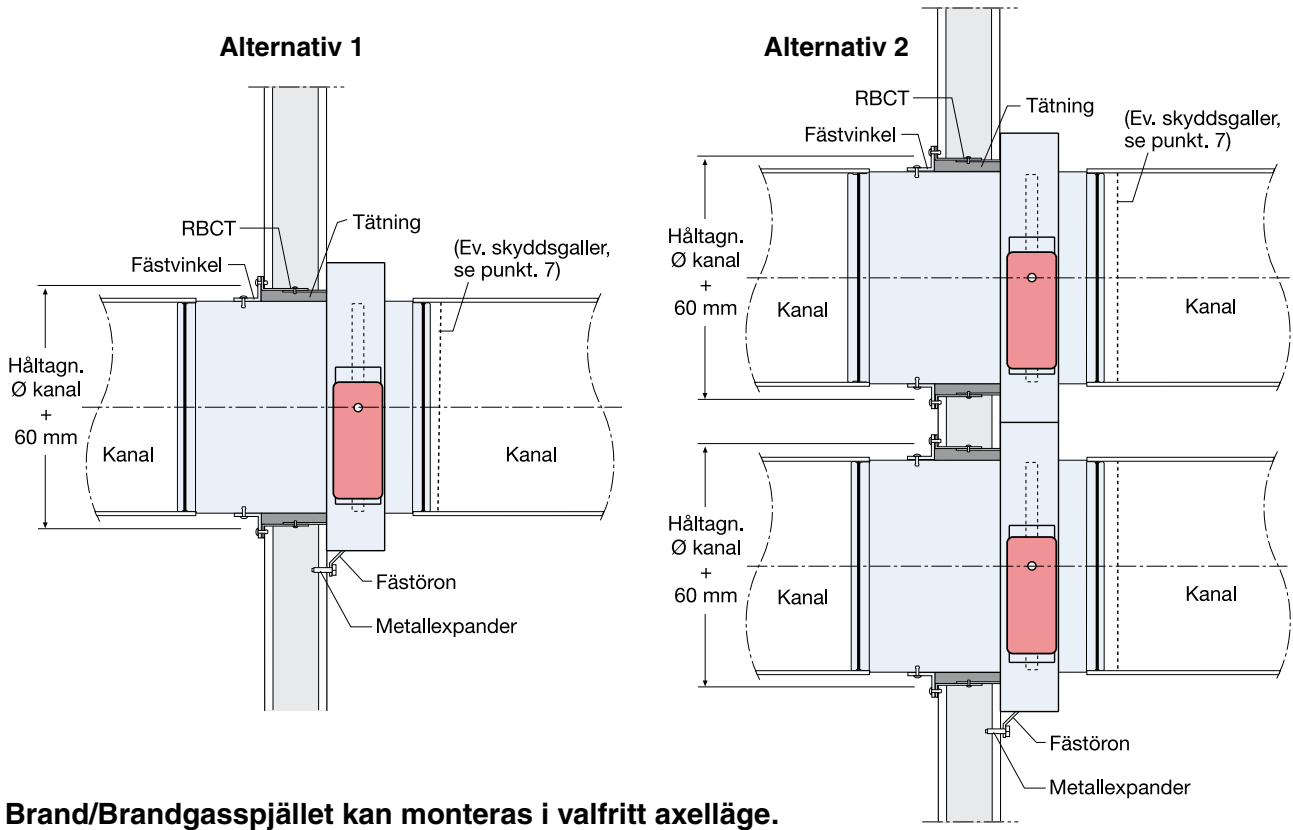 Alternativ 1
RBCT
Tätning
Fästvinkel
(Ev. skyddsgaller,
se punkt. 7)
Håltagn.
Ø kanal
+
60 mm
Kanal
Kanal
Fästöron
Metallexpander
Alternativ 2
RBCT
Tätning
Fästvinkel
(Ev. skyddsgaller,
se punkt. 7)
Håltagn.
Ø kanal
+
60 mm
Kanal
Kanal
Håltagn.
Ø kanal
+
60 mm
Kanal
Kanal
Fästöron
Metallexpander
Brand/Brandgasspjället kan monteras i valfritt axelläge.